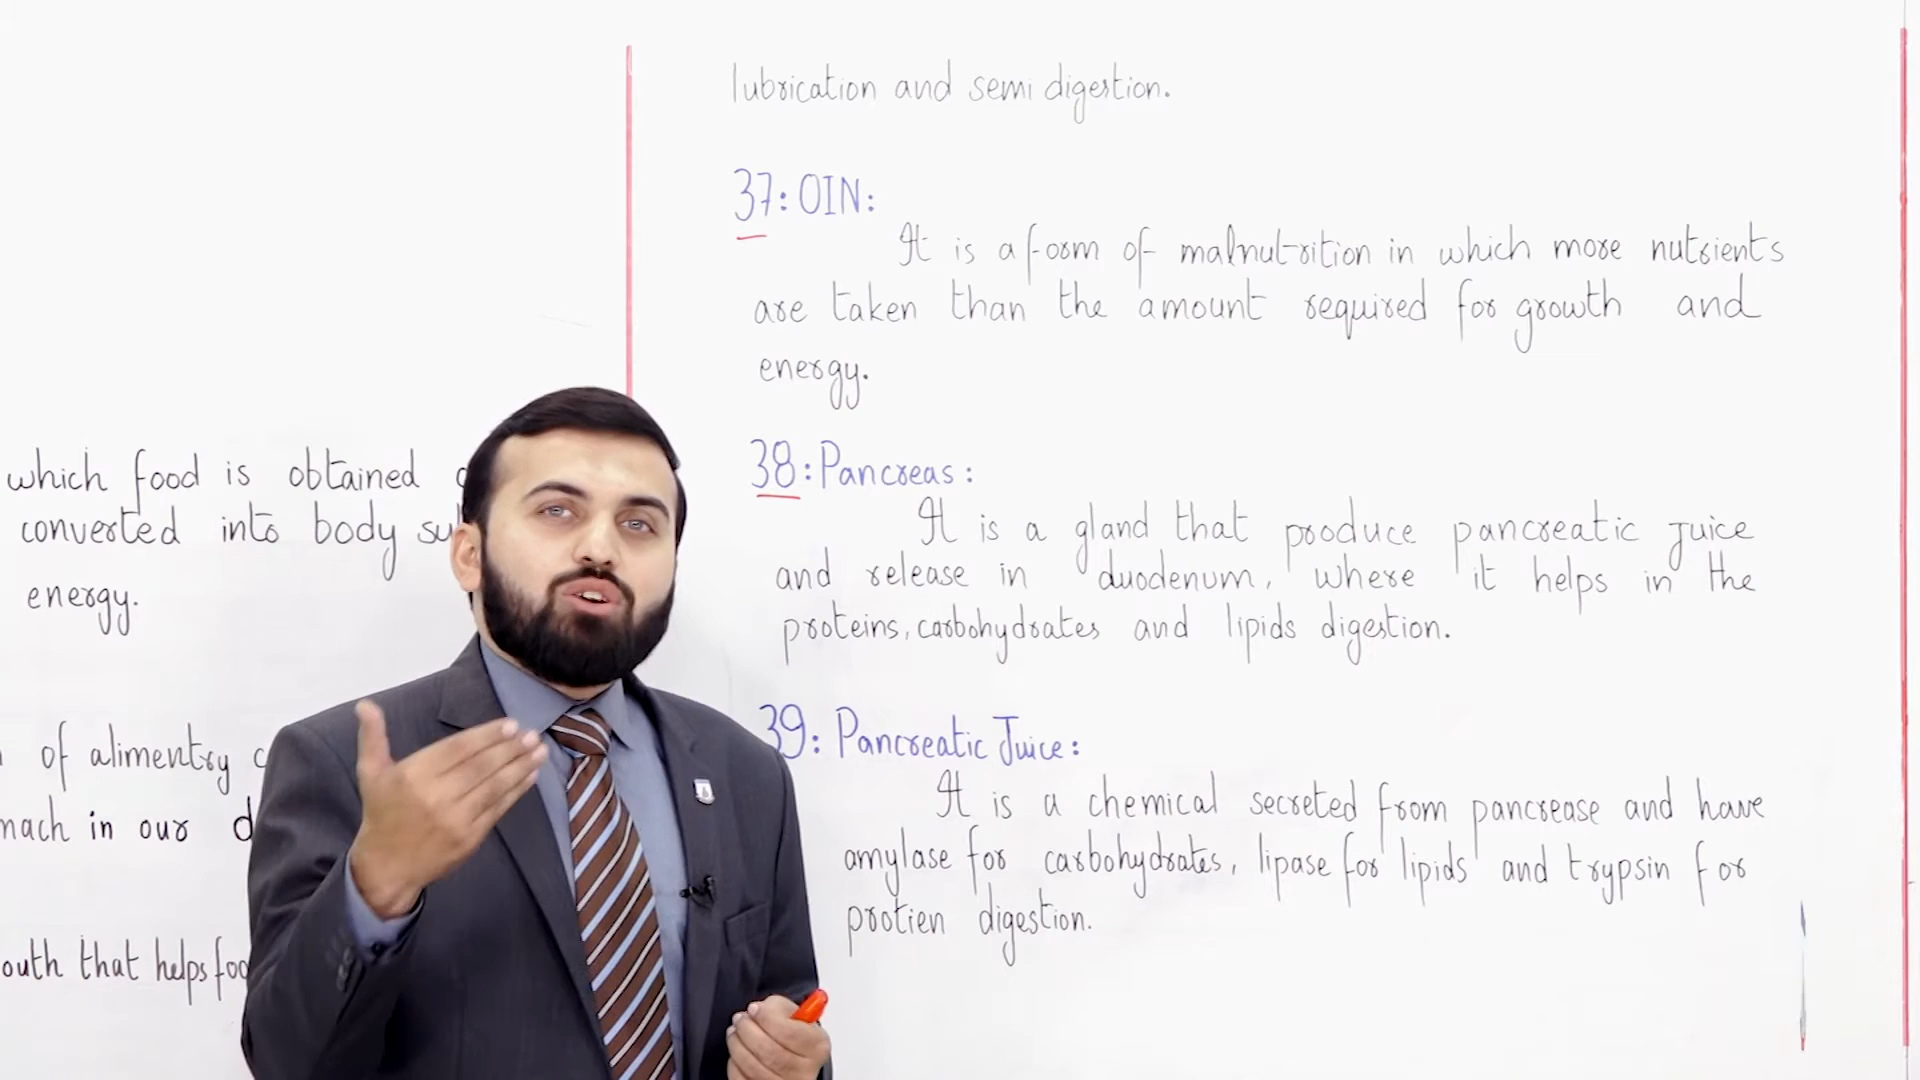 which food is obtained
converted into body
energy.
of alimentry
in our
that helps
lubrication and semi digestion.
37: OIN:
It is a form of malnutrition in which more nutrients
are taken than the amount required for growth and
energy.
38: Pancreas:
It is a gland that produce pancreatic juice
and release in duodenum, where it helps in the
proteins, carbohydrates and lipids digestion.
39: Pancreatic Juice:
It is a chemical secreted from pancrease and have
amylase for carbohydrates, lipase for lipids and trypsin for
protien digestion.